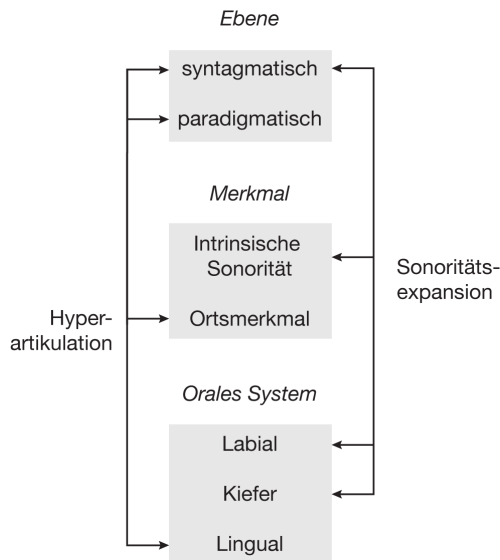 Ebene
syntagmatisch
paradigmatisch
Merkmal
Intrinsische
Sonorität
Ortsmerkmal
Hyper-
artikulation
Sonoritäts-
expansion
Orales System
Labial
Kiefer
Lingual